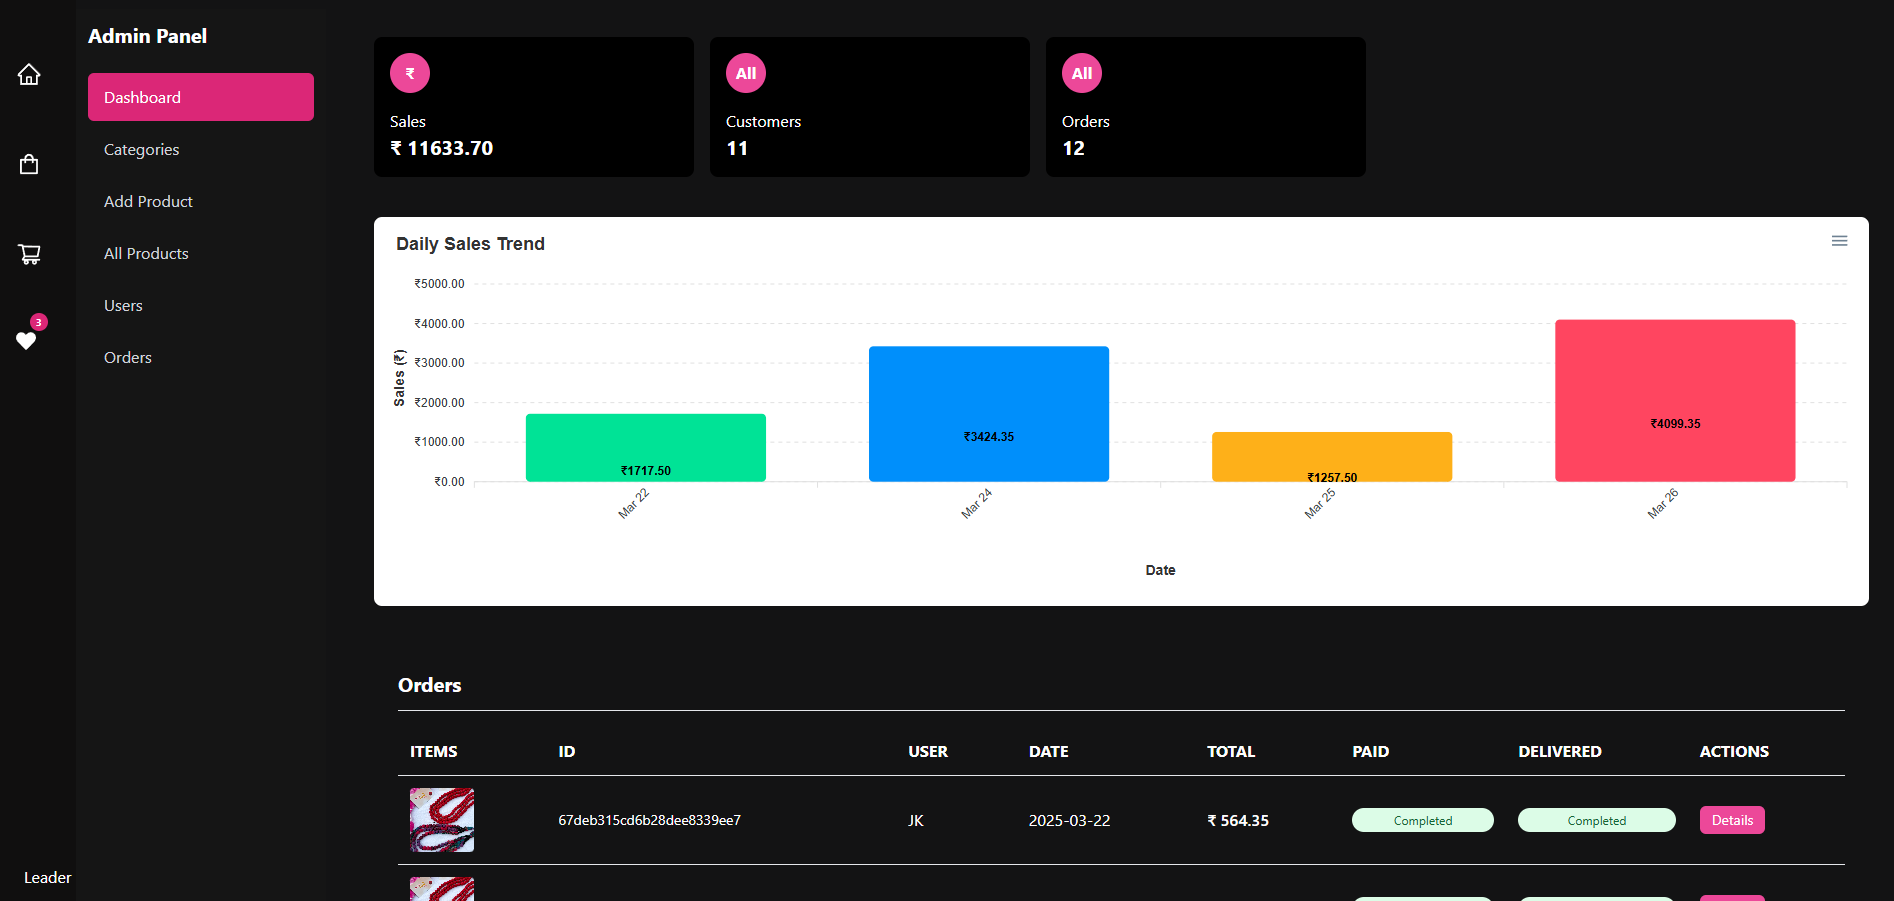 Admin Panel
Dashboard
Categories
Add Product
All Products
Users
Orders
3
Leader
₹
Sales
₹ 11633.70
All
Customers
11
All
Orders
12
Daily Sales Trend
Sales (₹)
₹5000.00
₹4000.00
₹3000.00
₹2000.00
₹1000.00
₹0.00
₹1717.50
₹3424.35
₹1257.50
₹4099.35
Mar 22
Mar 24
Mar 25
Mar 26
Date
Orders
ITEMS ID USER DATE TOTAL PAID DELIVERED ACTIONS
67deb315cd6b28dee8339ee7 JK 2025-03-22 ₹ 564.35 Completed Completed Details